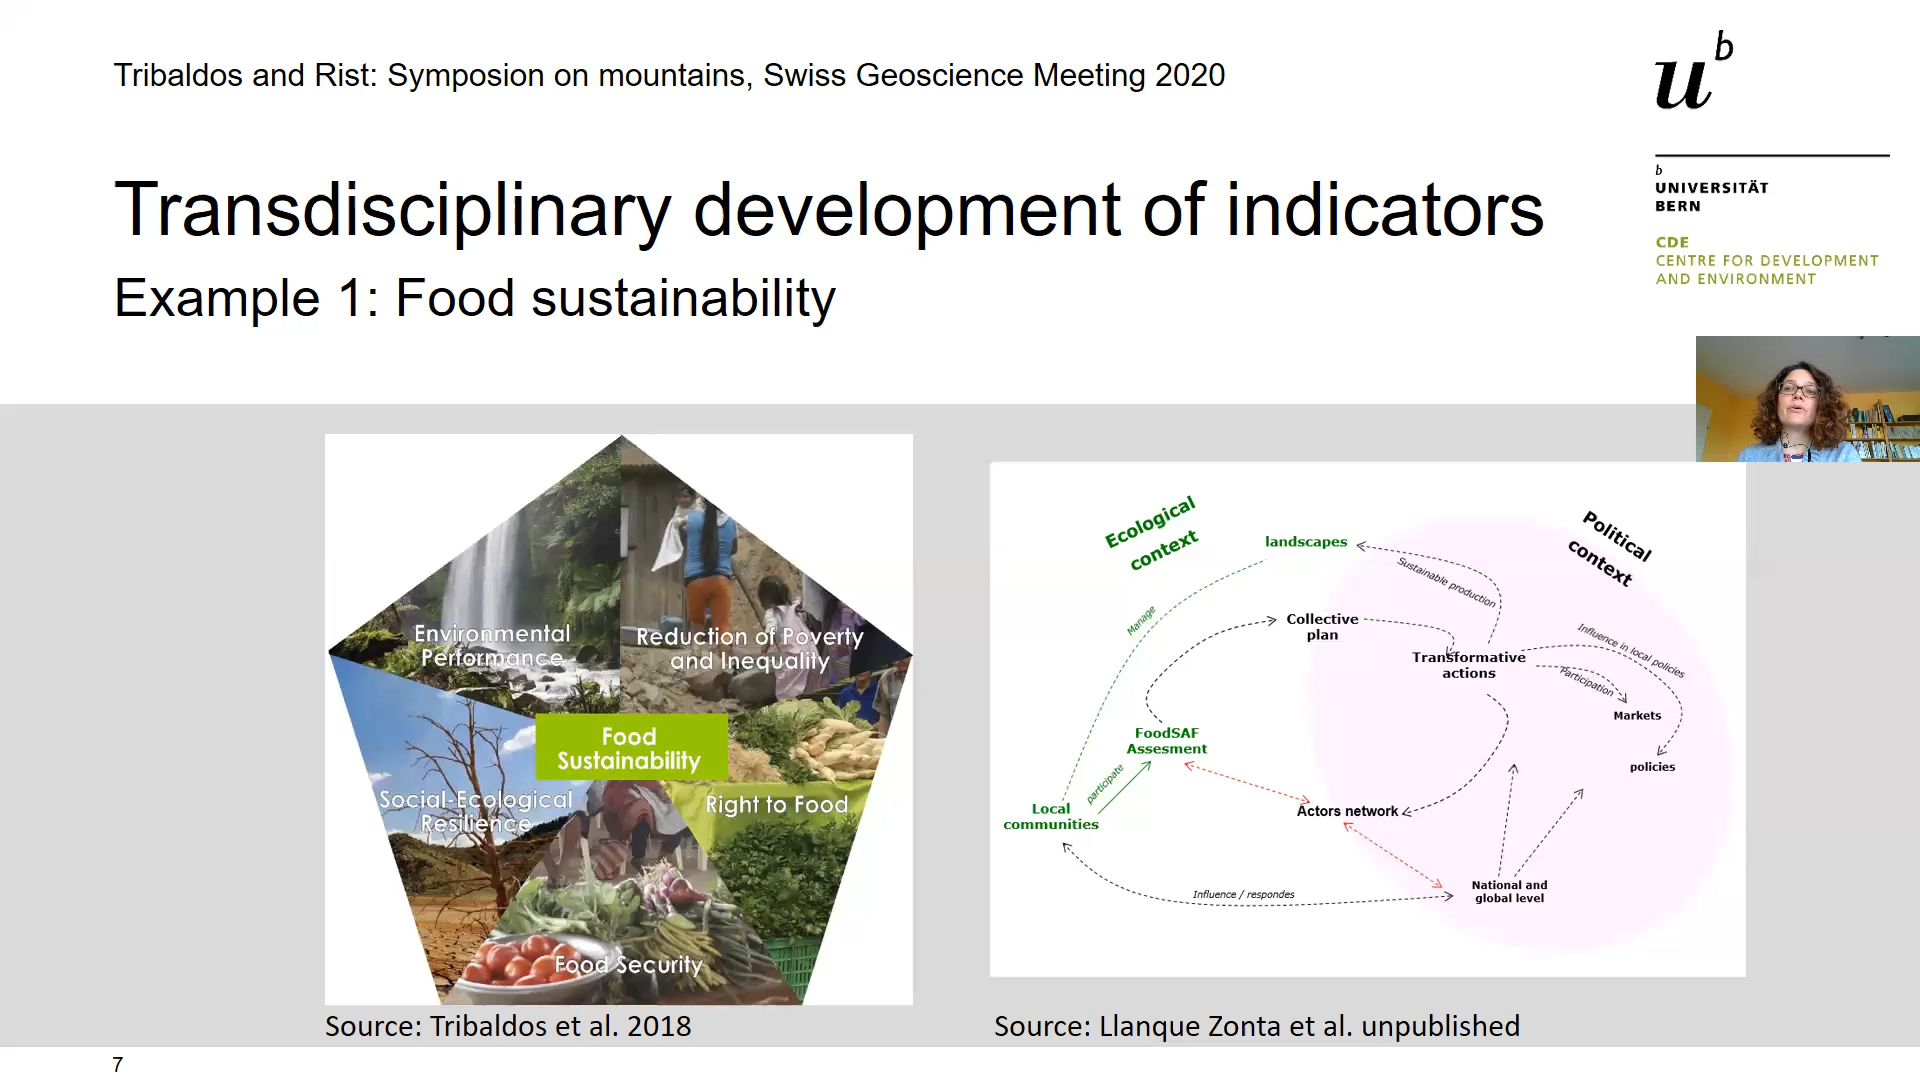 Tribaldos and Rist: Symposion on mountains, Swiss Geoscience Meeting 2020
u
b
b
UNIVERSITÄT
BERN
CDE
CENTRE FOR DEVELOPMENT
AND ENVIRONMENT
Transdisciplinary development of indicators
Example 1: Food sustainability
Environmental
Performance
Reduction of Poverty
and Inequality
Food
Sustainability
Social-Ecological
Resilience
Right to Food
Food Security
Source: Tribaldos et al. 2018
Ecological
context
Political
context
landscapes
Sustainable production
Manage
Collective
plan
Transformative
actions
Influence in local policies
Participation
Markets
policies
FoodSAF
Assesment
participate
Local
communities
Actors network
National and
global level
Influence / respondes
Source: Llanque Zonta et al. unpublished
7